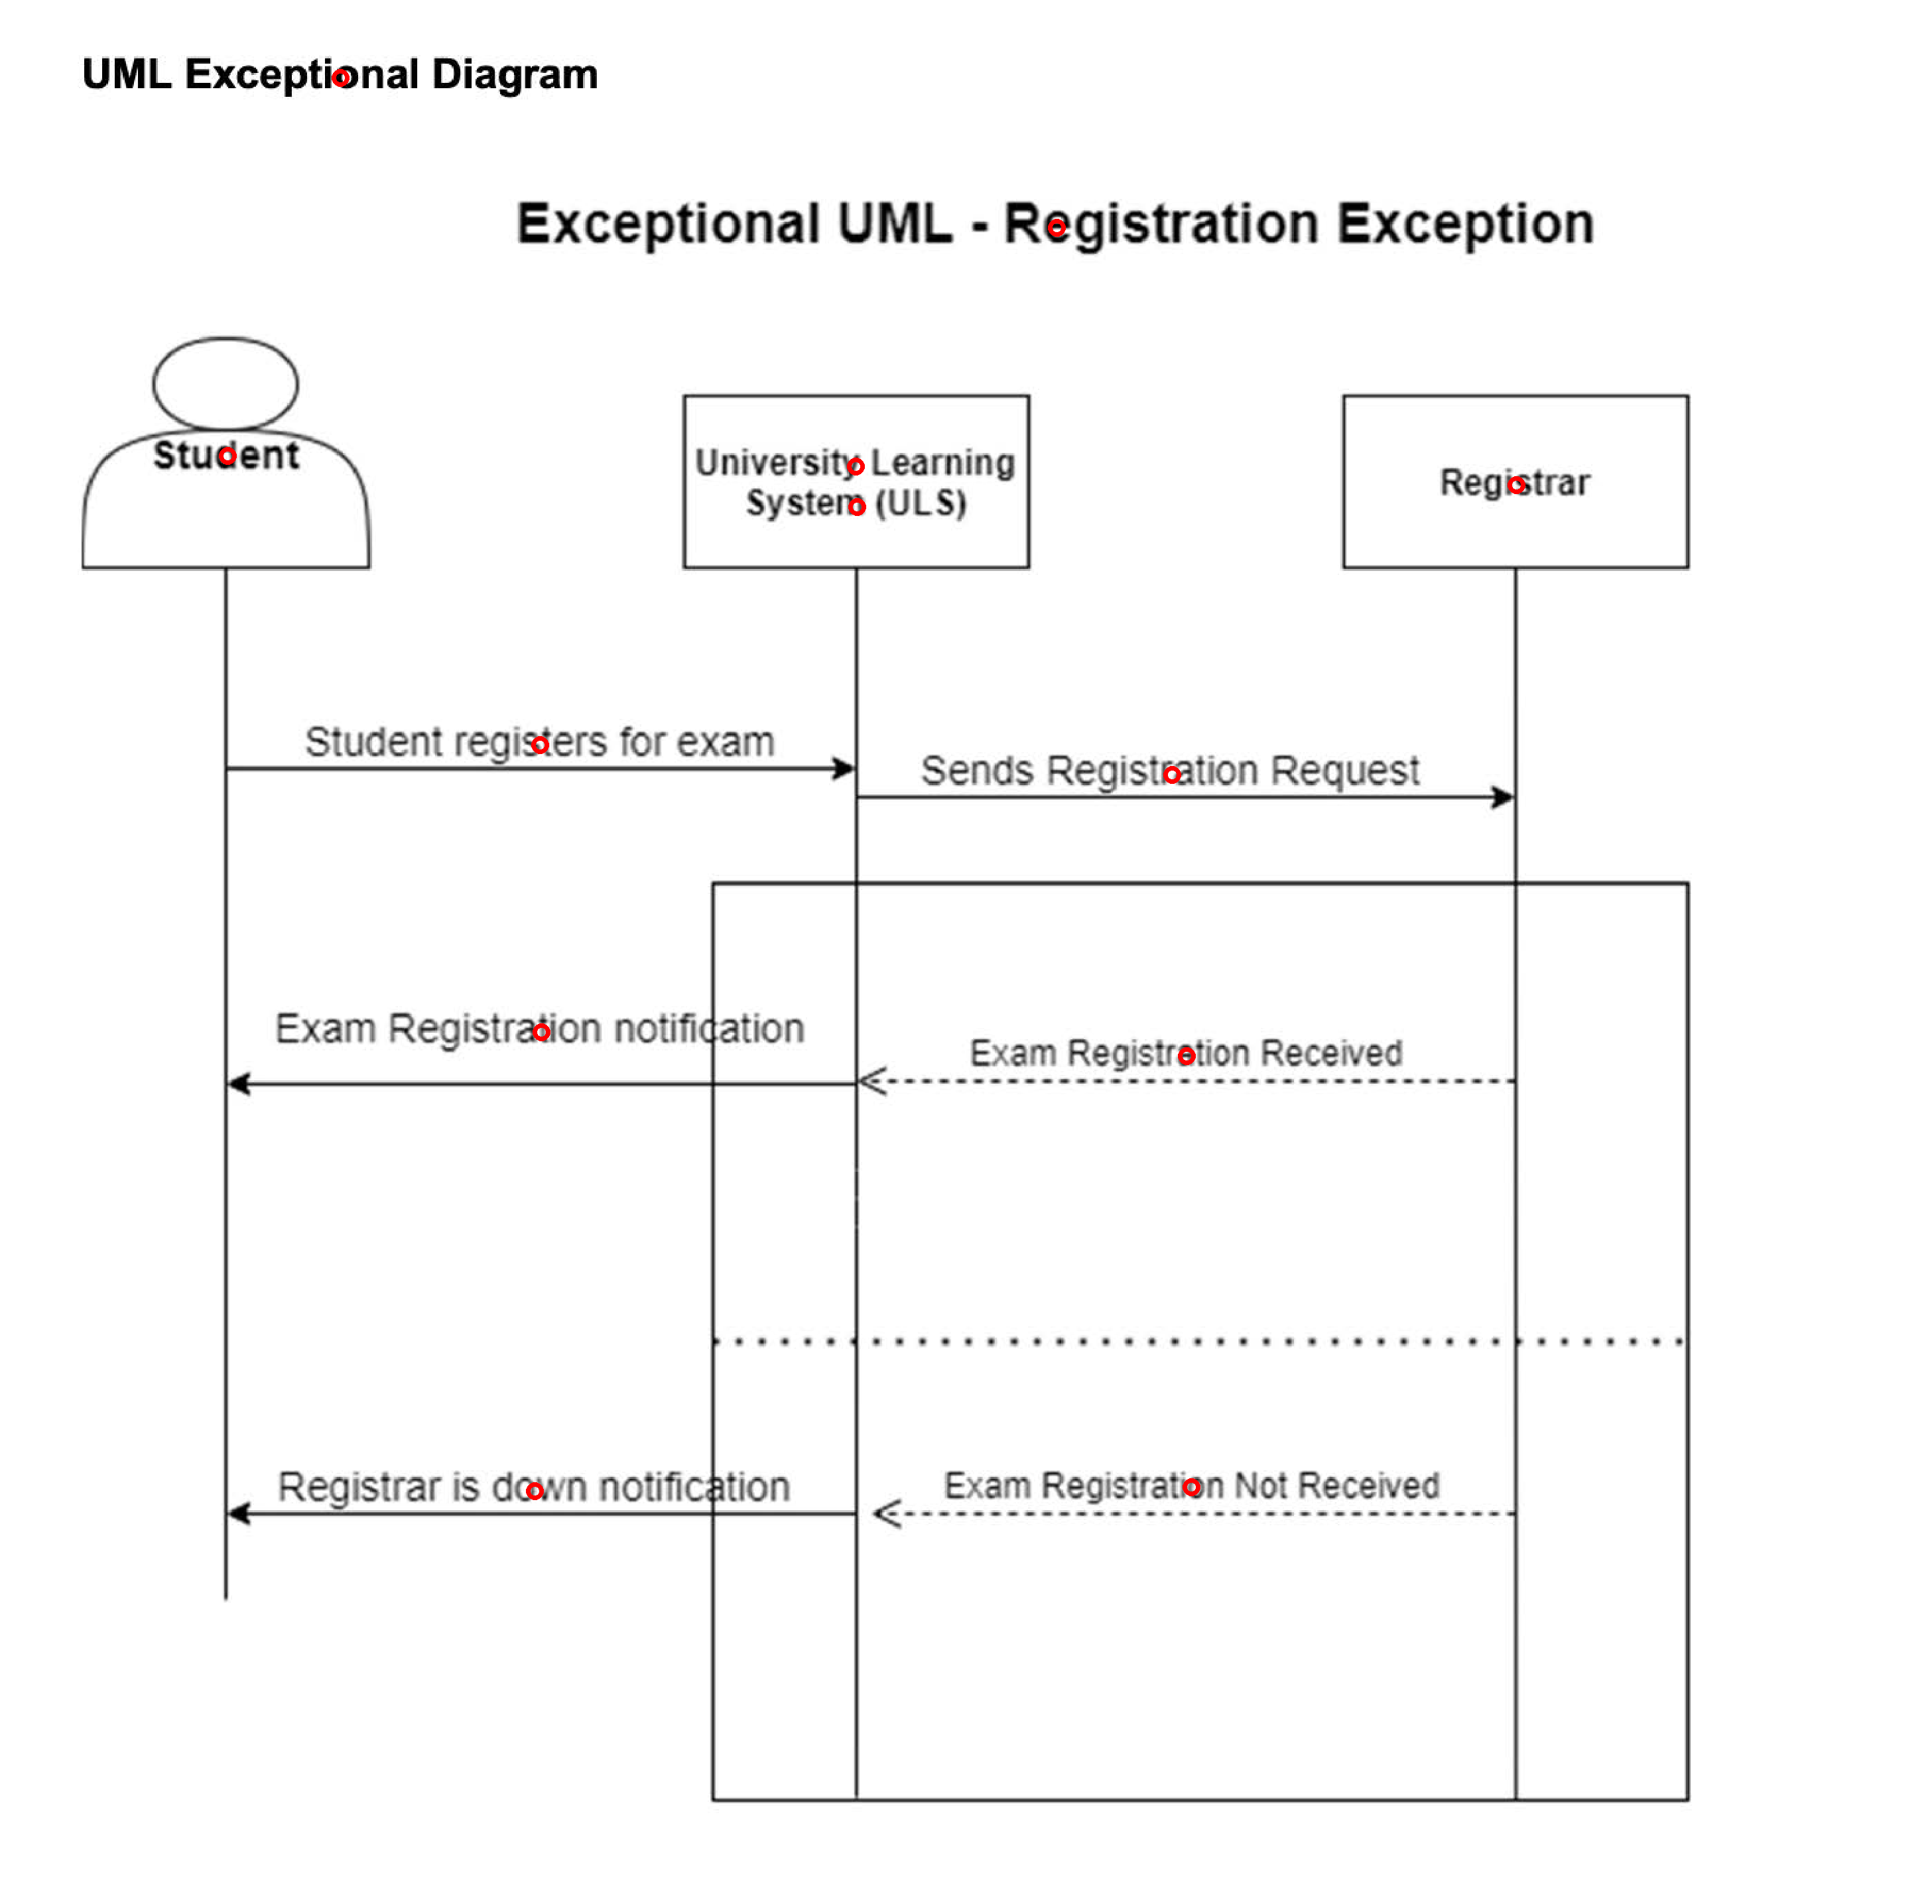 UML Exceptional Diagram
Exceptional UML - Registration Exception
Student
University Learning
System (ULS)
Registrar
Student registers for exam
Sends Registration Request
Exam Registration notification
Exam Registration Received
Registrar is down notification
Exam Registration Not Received